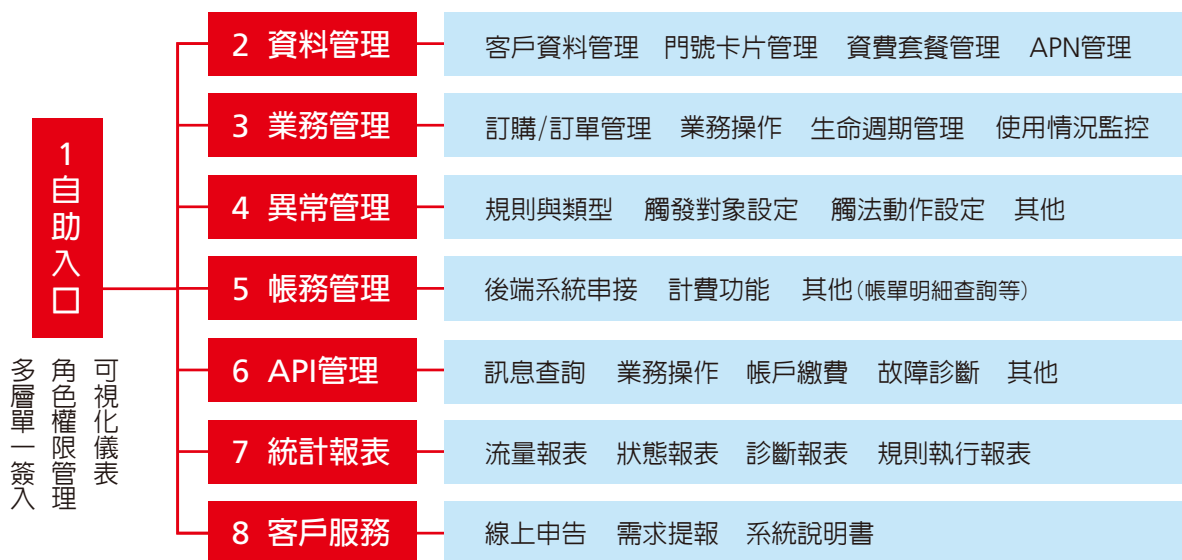 1 自助入口
可視化儀表
角色權限管理
多層單一簽入
2 資料管理 客戶資料管理 門號卡片管理 資費套餐管理 APN管理
3 業務管理 訂購/訂單管理 業務操作 生命週期管理 使用情況監控
4 異常管理 規則與類型 觸發對象設定 觸法動作設定 其他
5 帳務管理 後端系統串接 計費功能 其他(帳單明細查詢等)
6 API管理 訊息查詢 業務操作 帳戶繳費 故障診斷 其他
7 統計報表 流量報表 狀態報表 診斷報表 規則執行報表
8 客戶服務 線上申告 需求提報 系統說明書